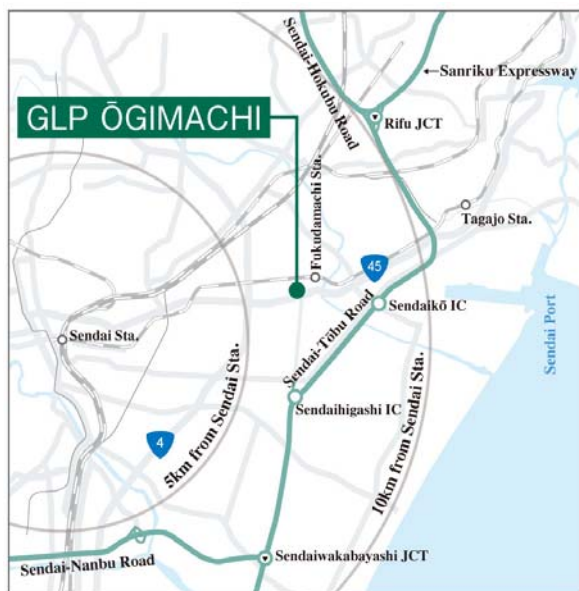 Sendai-Hokubu Road
Sanriku Expressway
GLP ŌGIMACHI
Rifu JCT
Fukudamachi Sta.
Tagajo Sta.
45
Sendai-Tōbu Road
Sendaikō IC
Sendai Port
Sendai Sta.
Sendaihigashi IC
4
5km from Sendai Sta.
10km from Sendai Sta.
Sendaiwakabayashi JCT
Sendai-Nanbu Road